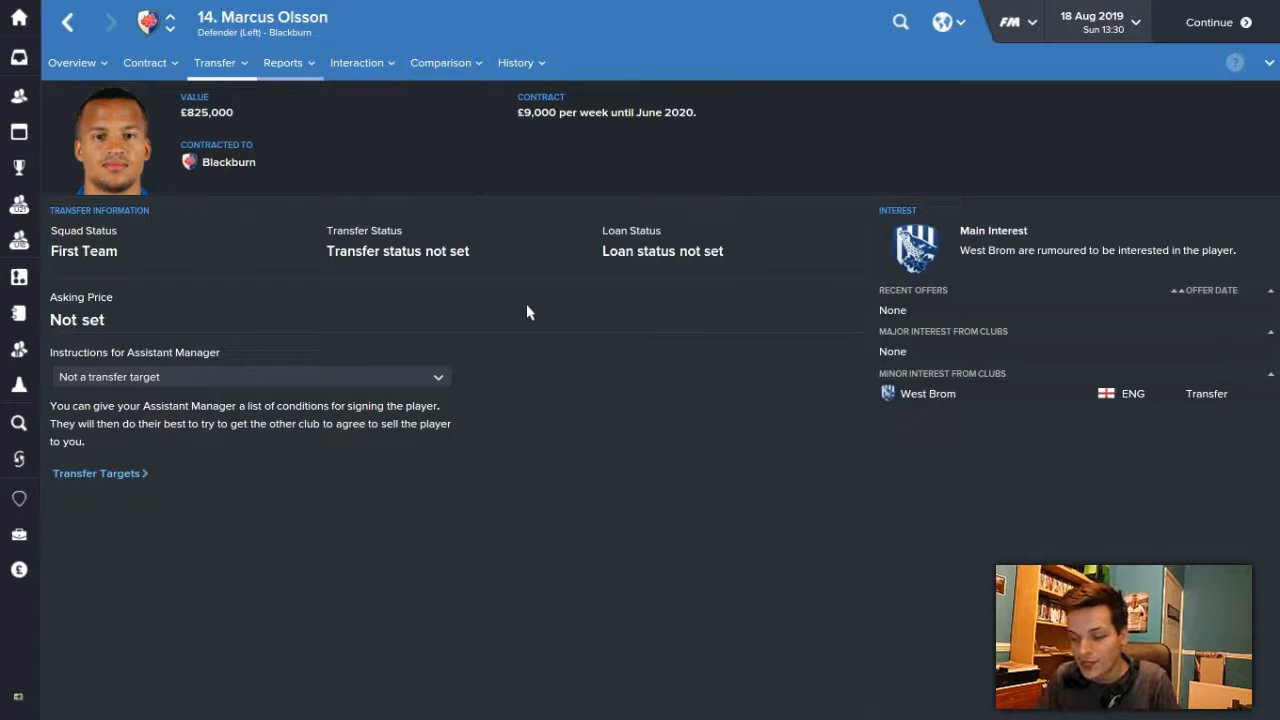 14. Marcus Olsson
Defender (Left) - Blackburn
FM
18 Aug 2019
Sun 13:30
Continue
Overview
Contract
Transfer
Reports
Interaction
Comparison
History
?
VALUE
£825,000
CONTRACT
£9,000 per week until June 2020.
CONTRACTED TO
Blackburn
TRANSFER INFORMATION
Squad Status
First Team
Transfer Status
Transfer status not set
Loan Status
Loan status not set
Asking Price
Not set
Instructions for Assistant Manager
Not a transfer target
You can give your Assistant Manager a list of conditions for signing the player.
They will then do their best to try to get the other club to agree to sell the player
to you.
Transfer Targets
INTEREST
Main Interest
West Brom are rumoured to be interested in the player.
RECENT OFFERS
OFFER DATE
None
MAJOR INTEREST FROM CLUBS
None
MINOR INTEREST FROM CLUBS
West Brom
ENG
Transfer